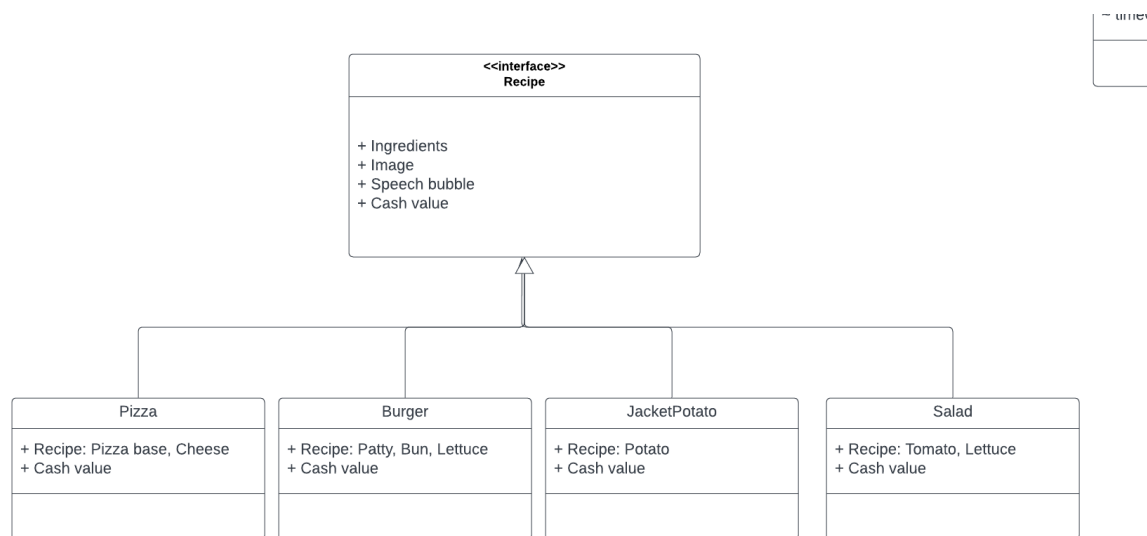 <<interface>>
Recipe
+ Ingredients
+ Image
+ Speech bubble
+ Cash value
Pizza
+ Recipe: Pizza base, Cheese
+ Cash value
Burger
+ Recipe: Patty, Bun, Lettuce
+ Cash value
JacketPotato
+ Recipe: Potato
+ Cash value
Salad
+ Recipe: Tomato, Lettuce
+ Cash value